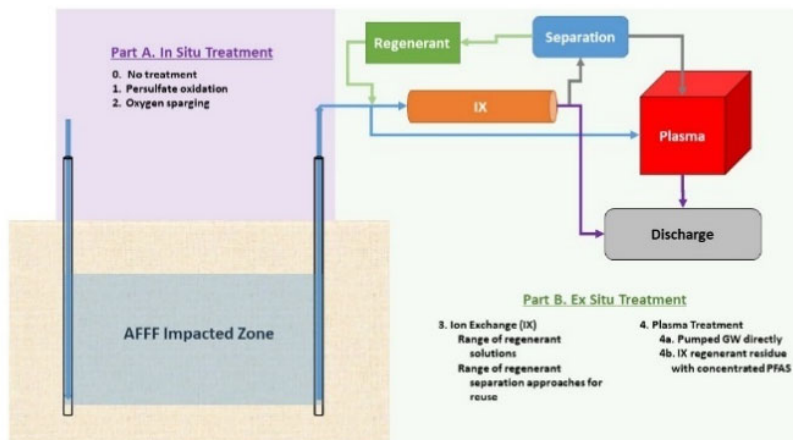 Part A. In Situ Treatment
0. No treatment
1. Persulfate oxidation
2. Oxygen sparging
Regenerant
Separation
IX
Plasma
Discharge
AFFF Impacted Zone
Part B. Ex Situ Treatment
3. Ion Exchange (IX)
Range of regenerant
solutions
Range of regenerant
separation approaches for
reuse
4. Plasma Treatment
4a. Pumped GW directly
4b. IX regenerant residue
with concentrated PFAS